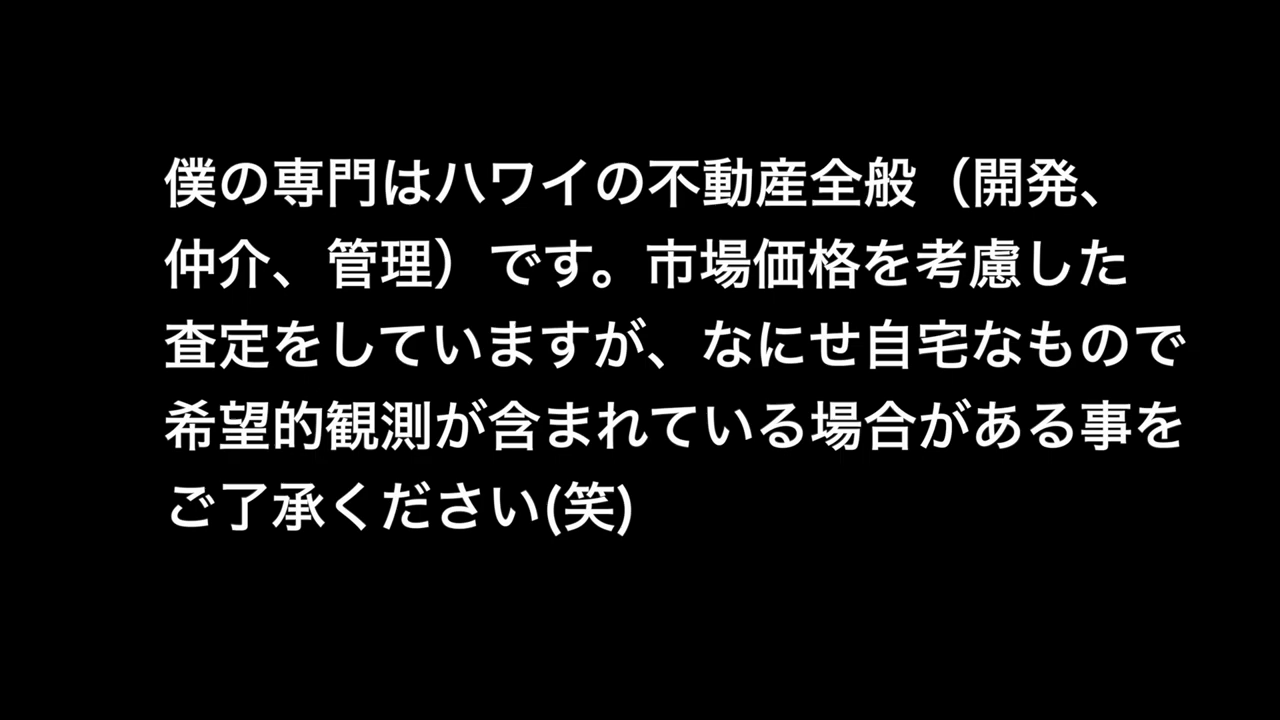 僕の専門はハワイの不動産全般（開発、
仲介、管理）です。市場価格を考慮した
査定をしていますが、なにせ自宅なもので
希望的観測が含まれている場合がある事を
ご了承ください(笑)